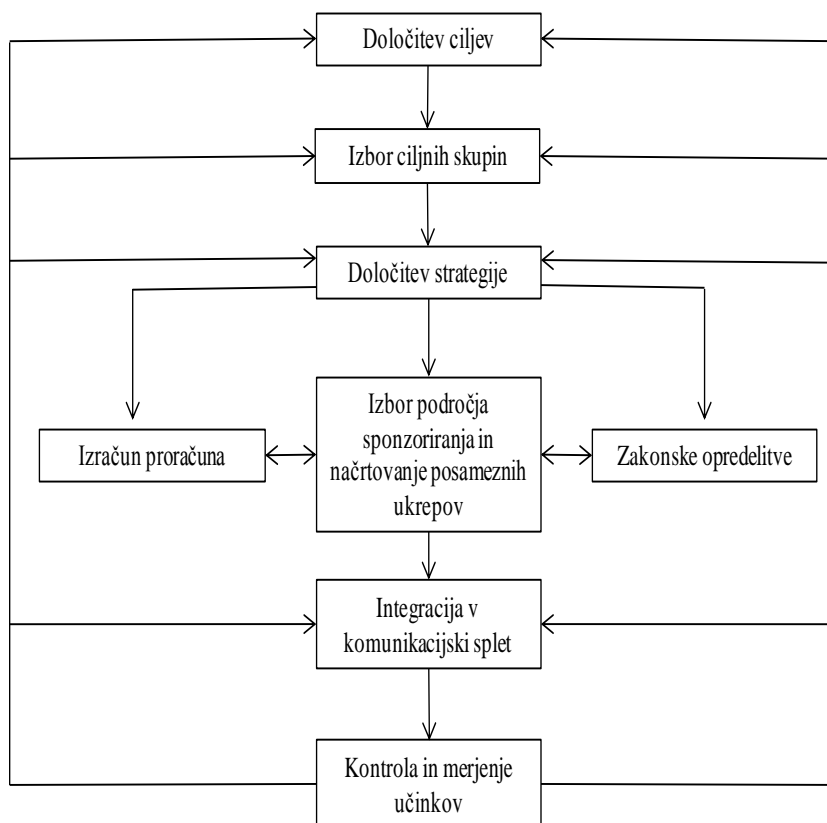 Določitev ciljev
Izbor ciljnih skupin
Določitev strategije
Izračun proračuna
Izbor področja
sponzoriranja in
načrtovanje posameznih
ukrepov
Zakonske opredelitve
Integracija v
komunikacijski splet
Kontrola in merjenje
učinkov